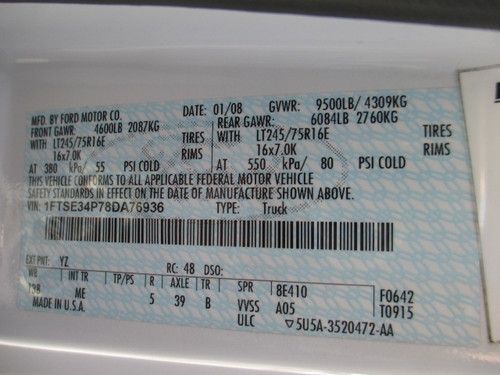 MFD. BY FORD MOTOR CO.
DATE: 01/08 GVWR: 9500LB/ 4309KG
FRONT GAWR: 4600LB 2087KG REAR GAWR: 6084LB 2760KG
WITH LT245/75R16E TIRES WITH LT245/75R16E TIRES
16x7.0K RIMS 16x7.0K RIMS
AT 380 kPa/ 55 PSI COLD AT 550 kPa/ 80 PSI COLD
THIS VEHICLE CONFORMS TO ALL APPLICABLE FEDERAL MOTOR VEHICLE
SAFETY STANDARDS IN EFFECT ON THE DATE OF MANUFACTURE SHOWN ABOVE.
VIN: 1FTSE34P78DA76936 TYPE: Truck
EXT PNT: YZ RC: 48 DSO:
WB INT TR TP/PS R AXLE TR SPR 8E410 F0642
138 ME 5 39 B VVSS A05 T0915
MADE IN U.S.A. ULC ▽5U5A-3520472-AA